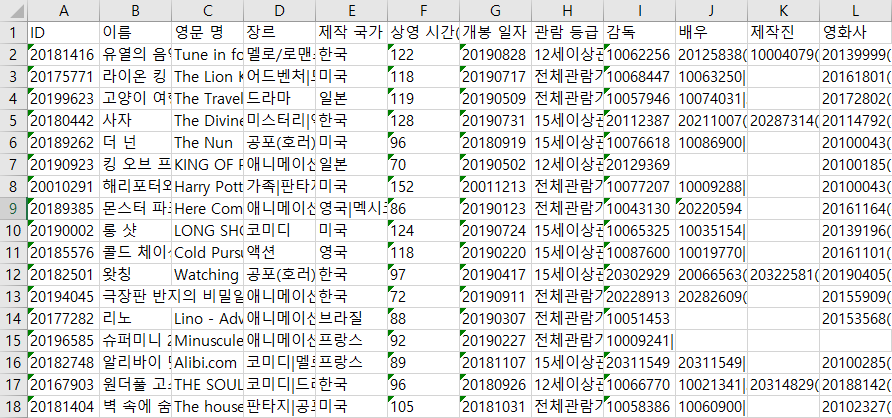 A B C D E F G H I J K L
1 ID 이름 영문 명 장르 제작 국가 상영 시간( 개봉 일자 관람 등급 감독 배우 제작진 영화사
2 20181416 유열의 음 Tune in fo 멜로/로맨 한국 122 20190828 12세이상관 10062256 20125838( 10004079( 20139999(
3 20175771 라이온 킹 The Lion K 어드벤처| 미국 118 20190717 전체관람가 10068447 10063250| 20161801(
4 20199623 고양이 여행 The Travel 드라마 일본 119 20190509 전체관람가 10057946 10074031| 20172802(
5 20180442 사자 The Divine 미스터리| 한국 128 20190731 15세이상관 20112387 20211007( 20287314( 20114792(
6 20189262 더 넌 The Nun 공포(호러) 미국 96 20180919 15세이상관 10076618 10086900| 20100043(
7 20190923 킹 오브 프 KING OF P 애니메이션 일본 70 20190502 12세이상관 20129369 20100185(
8 20010291 해리포터와 Harry Pott 가족|판타지 미국 152 20011213 전체관람가 10077207 10009288| 20100043(
9 20189385 몬스터 파 Here Com 애니메이션 영국|멕시코 86 20190123 전체관람가 10043130 20220594 20161164(
10 20190002 롱 샷 LONG SHO 코미디 미국 124 20190724 15세이상관 10065325 10035154| 20139196(
11 20185576 콜드 체이싱 Cold Pursu 액션 영국 118 20190220 15세이상관 10087600 10019770| 20161101(
12 20182501 왓칭 Watching 공포(호러) 한국 97 20190417 15세이상관 20302929 20066563( 20322581( 20190405(
13 20194045 극장판 반지의 비밀일 애니메이션 한국 72 20190911 전체관람가 20228913 20282609( 20155909(
14 20177282 리노 Lino - Adv 애니메이션 브라질 88 20190307 전체관람가 10051453 20153568(
15 20196585 슈퍼미니 2 Minuscule 애니메이션 프랑스 92 20190227 전체관람가 10009241|
16 20182748 알리바이 Alibi.com 코미디|멜로 프랑스 89 20181107 15세이상관 20311549 20311549| 20100285(
17 20167903 원더풀 고스 THE SOUL 코미디|드라 한국 96 20180926 12세이상관 10066770 10021341| 20314829( 20188142(
18 20181404 벽 속에 숨 The house 판타지|공포 미국 105 20181031 전체관람가 10058386 10060900| 20102327(